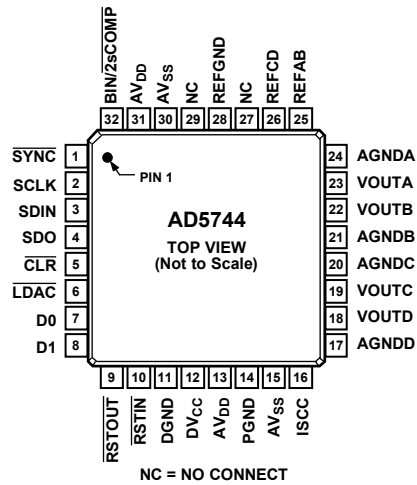 BIN/2sCOMP
AVDD
AVSS
NC
REFGND
NC
REFCD
REFAB
32 31 30 29 28 27 26 25
SYNC 1
SCLK 2
SDIN 3
SDO 4
CLR 5
LDAC 6
D0 7
D1 8
PIN 1
AD5744
TOP VIEW
(Not to Scale)
24 AGNDA
23 VOUTA
22 VOUTB
21 AGNDB
20 AGNDC
19 VOUTC
18 VOUTD
17 AGNDD
9 10 11 12 13 14 15 16
RSTOUT
RSTIN
DGND
DVCC
AVDD
PGND
AVSS
ISCC
NC = NO CONNECT